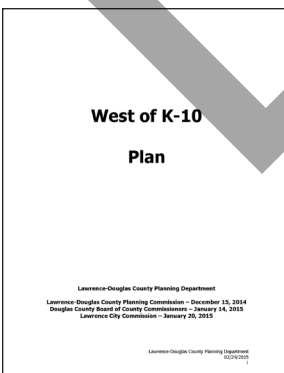 West of K-10
Plan
Lawrence-Douglas County Planning Department
Lawrence-Douglas County Planning Commission – December 15, 2014
Douglas County Board of County Commissioners – January 14, 2015
Lawrence City Commission – January 20, 2015
Lawrence-Douglas County Planning Department
02/24/2015
1